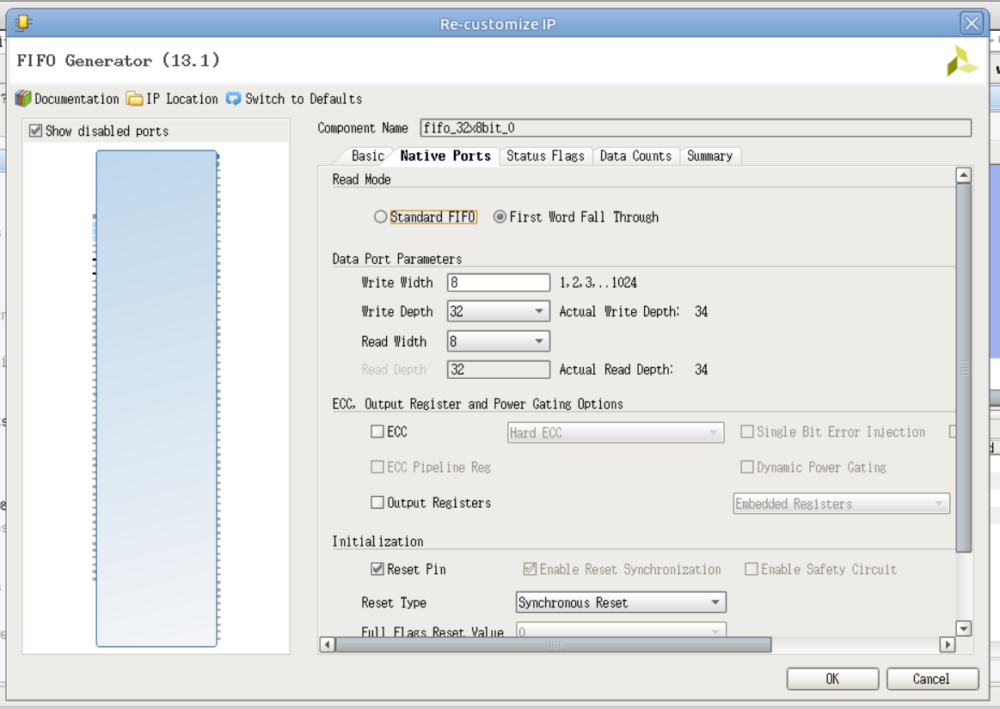 Re-customize IP
FIFO Generator (13.1)
Documentation IP Location Switch to Defaults
Show disabled ports
Component Name fifo_32x8bit_0
Basic Native Ports Status Flags Data Counts Summary
Read Mode
Standard FIFO First Word Fall Through
Data Port Parameters
Write Width 8 1,2,3,..1024
Write Depth 32 Actual Write Depth: 34
Read Width 8
Read Depth 32 Actual Read Depth: 34
ECC, Output Register and Power Gating Options
ECC Hard ECC Single Bit Error Injection
ECC Pipeline Reg Dynamic Power Gating
Output Registers Embedded Registers
Initialization
Reset Pin Enable Reset Synchronization Enable Safety Circuit
Reset Type Synchronous Reset
Full Flags Reset Value 0
OK Cancel